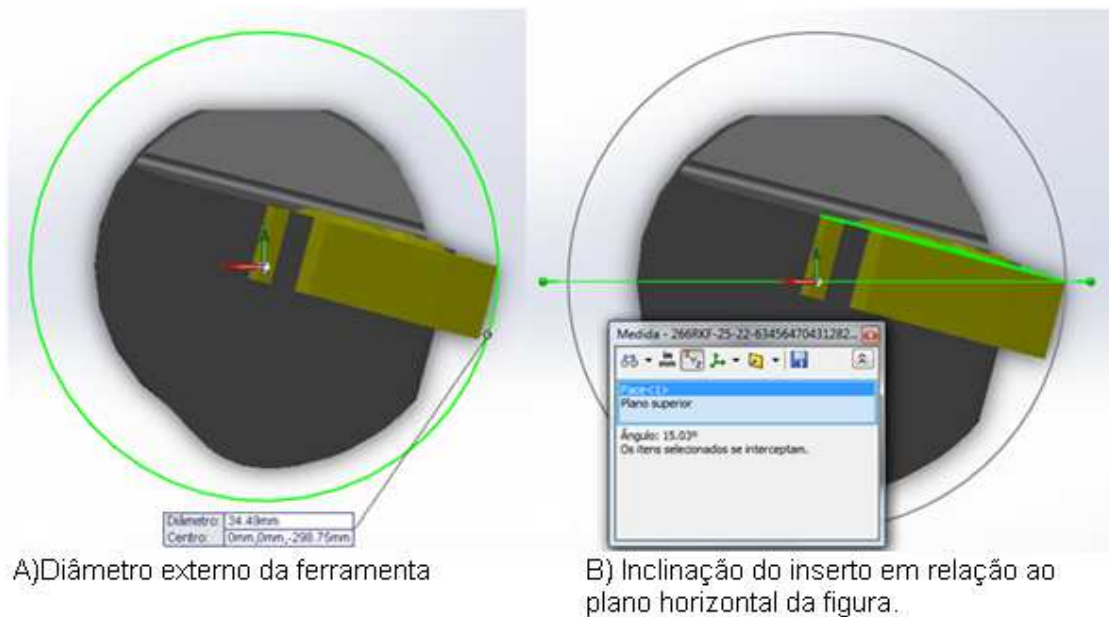 Medida - 266RKF-25-22-63456470431282...
Face<1>
Plano superior
Ângulo: 15.03º
Os itens selecionados se interceptam.
Diâmetro: 34.49mm
Centro: 0mm,0mm,-298.75mm
A)Diâmetro externo da ferramenta
B) Inclinação do inserto em relação ao
plano horizontal da figura.